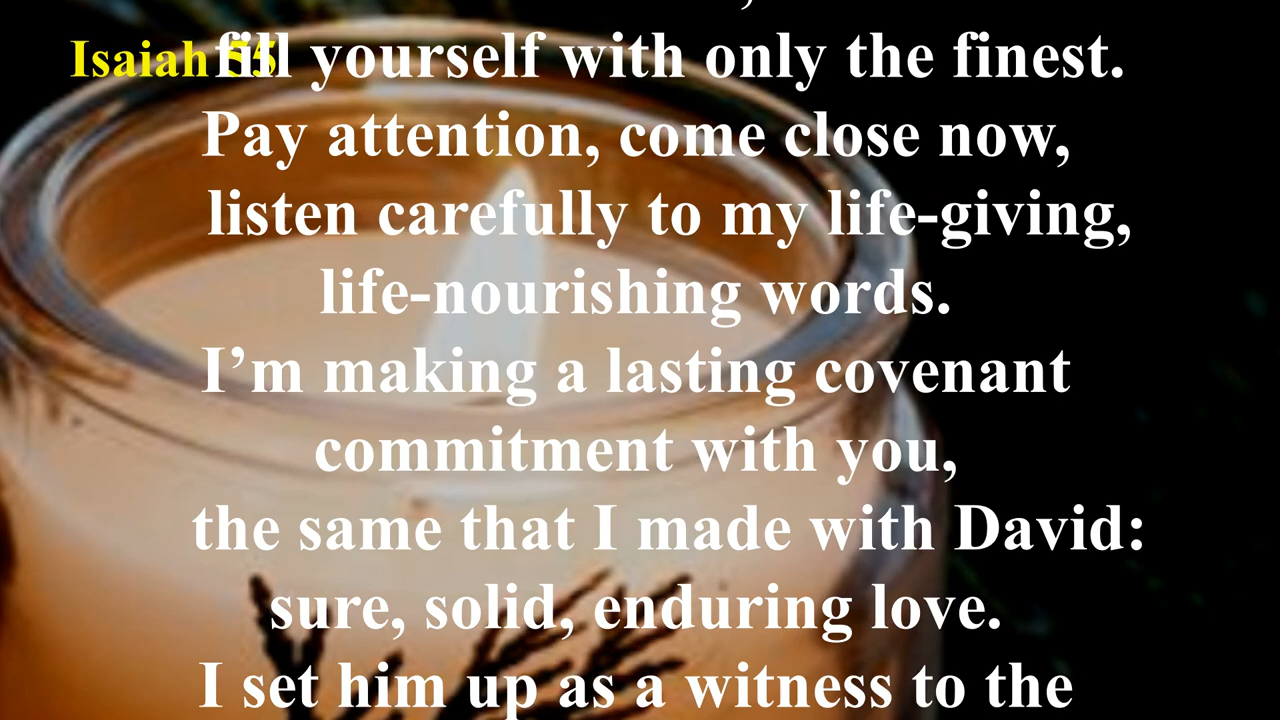 Isaiah 55
fill yourself with only the finest.
Pay attention, come close now,
listen carefully to my life-giving,
life-nourishing words.
I’m making a lasting covenant
commitment with you,
the same that I made with David:
sure, solid, enduring love.
I set him up as a witness to the